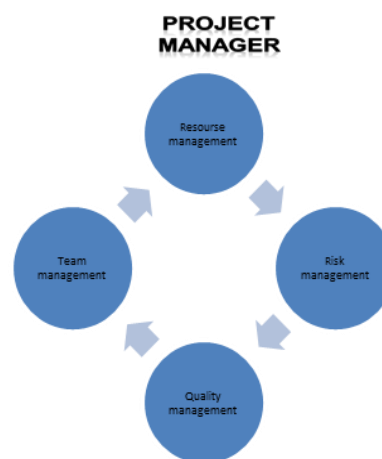 PROJECT
MANAGER
Resourse
management
Risk
management
Quality
management
Team
management